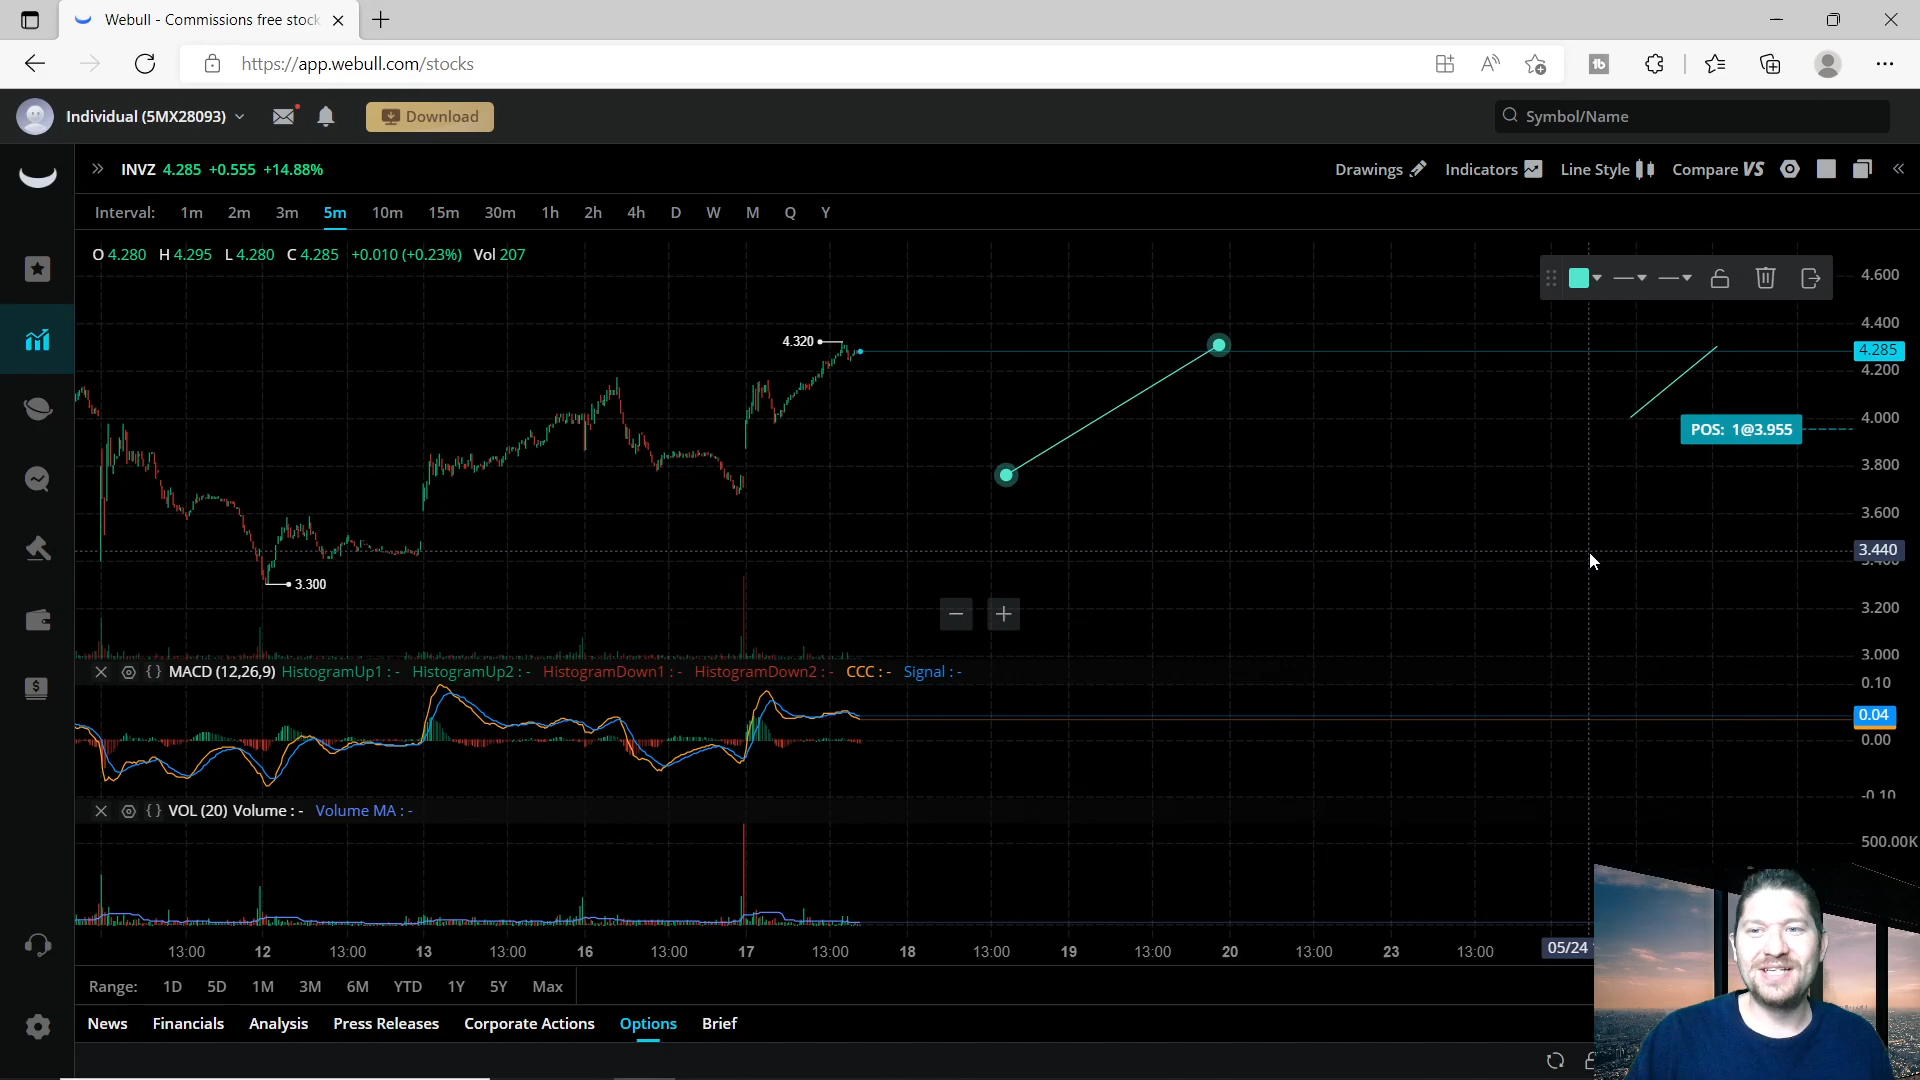 Webull - Commissions free stock
https://app.webull.com/stocks
Individual (5MX28093)
Download
Symbol/Name
INVZ 4.285 +0.555 +14.88%
Drawings Indicators Line Style Compare VS
Interval: 1m 2m 3m 5m 10m 15m 30m 1h 2h 4h D W M Q Y
O 4.280 H 4.295 L 4.280 C 4.285 +0.010 (+0.23%) Vol 207
4.600
4.400
4.320
4.285
4.200
4.000
POS: 1@3.955
3.800
3.600
3.440
3.400
3.300
3.200
3.000
MACD (12,26,9) HistogramUp1 : - HistogramUp2 : - HistogramDown1 : - HistogramDown2 : - CCC : - Signal : -
0.10
0.04
0.00
-0.10
VOL (20) Volume : - Volume MA : -
500.00K
13:00 12 13:00 13 13:00 16 13:00 17 13:00 18 13:00 19 13:00 20 13:00 23 13:00 05/24
Range: 1D 5D 1M 3M 6M YTD 1Y 5Y Max
News Financials Analysis Press Releases Corporate Actions Options Brief